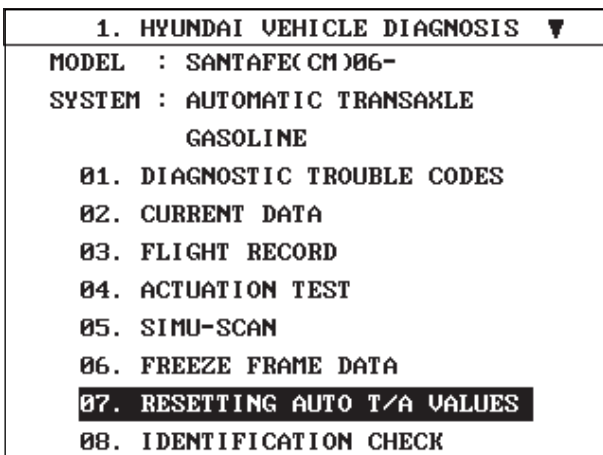 1. HYUNDAI VEHICLE DIAGNOSIS ▼
MODEL : SANTAFE(CM)06-
SYSTEM : AUTOMATIC TRANSAXLE
GASOLINE
01. DIAGNOSTIC TROUBLE CODES
02. CURRENT DATA
03. FLIGHT RECORD
04. ACTUATION TEST
05. SIMU-SCAN
06. FREEZE FRAME DATA
07. RESETTING AUTO T/A VALUES
08. IDENTIFICATION CHECK